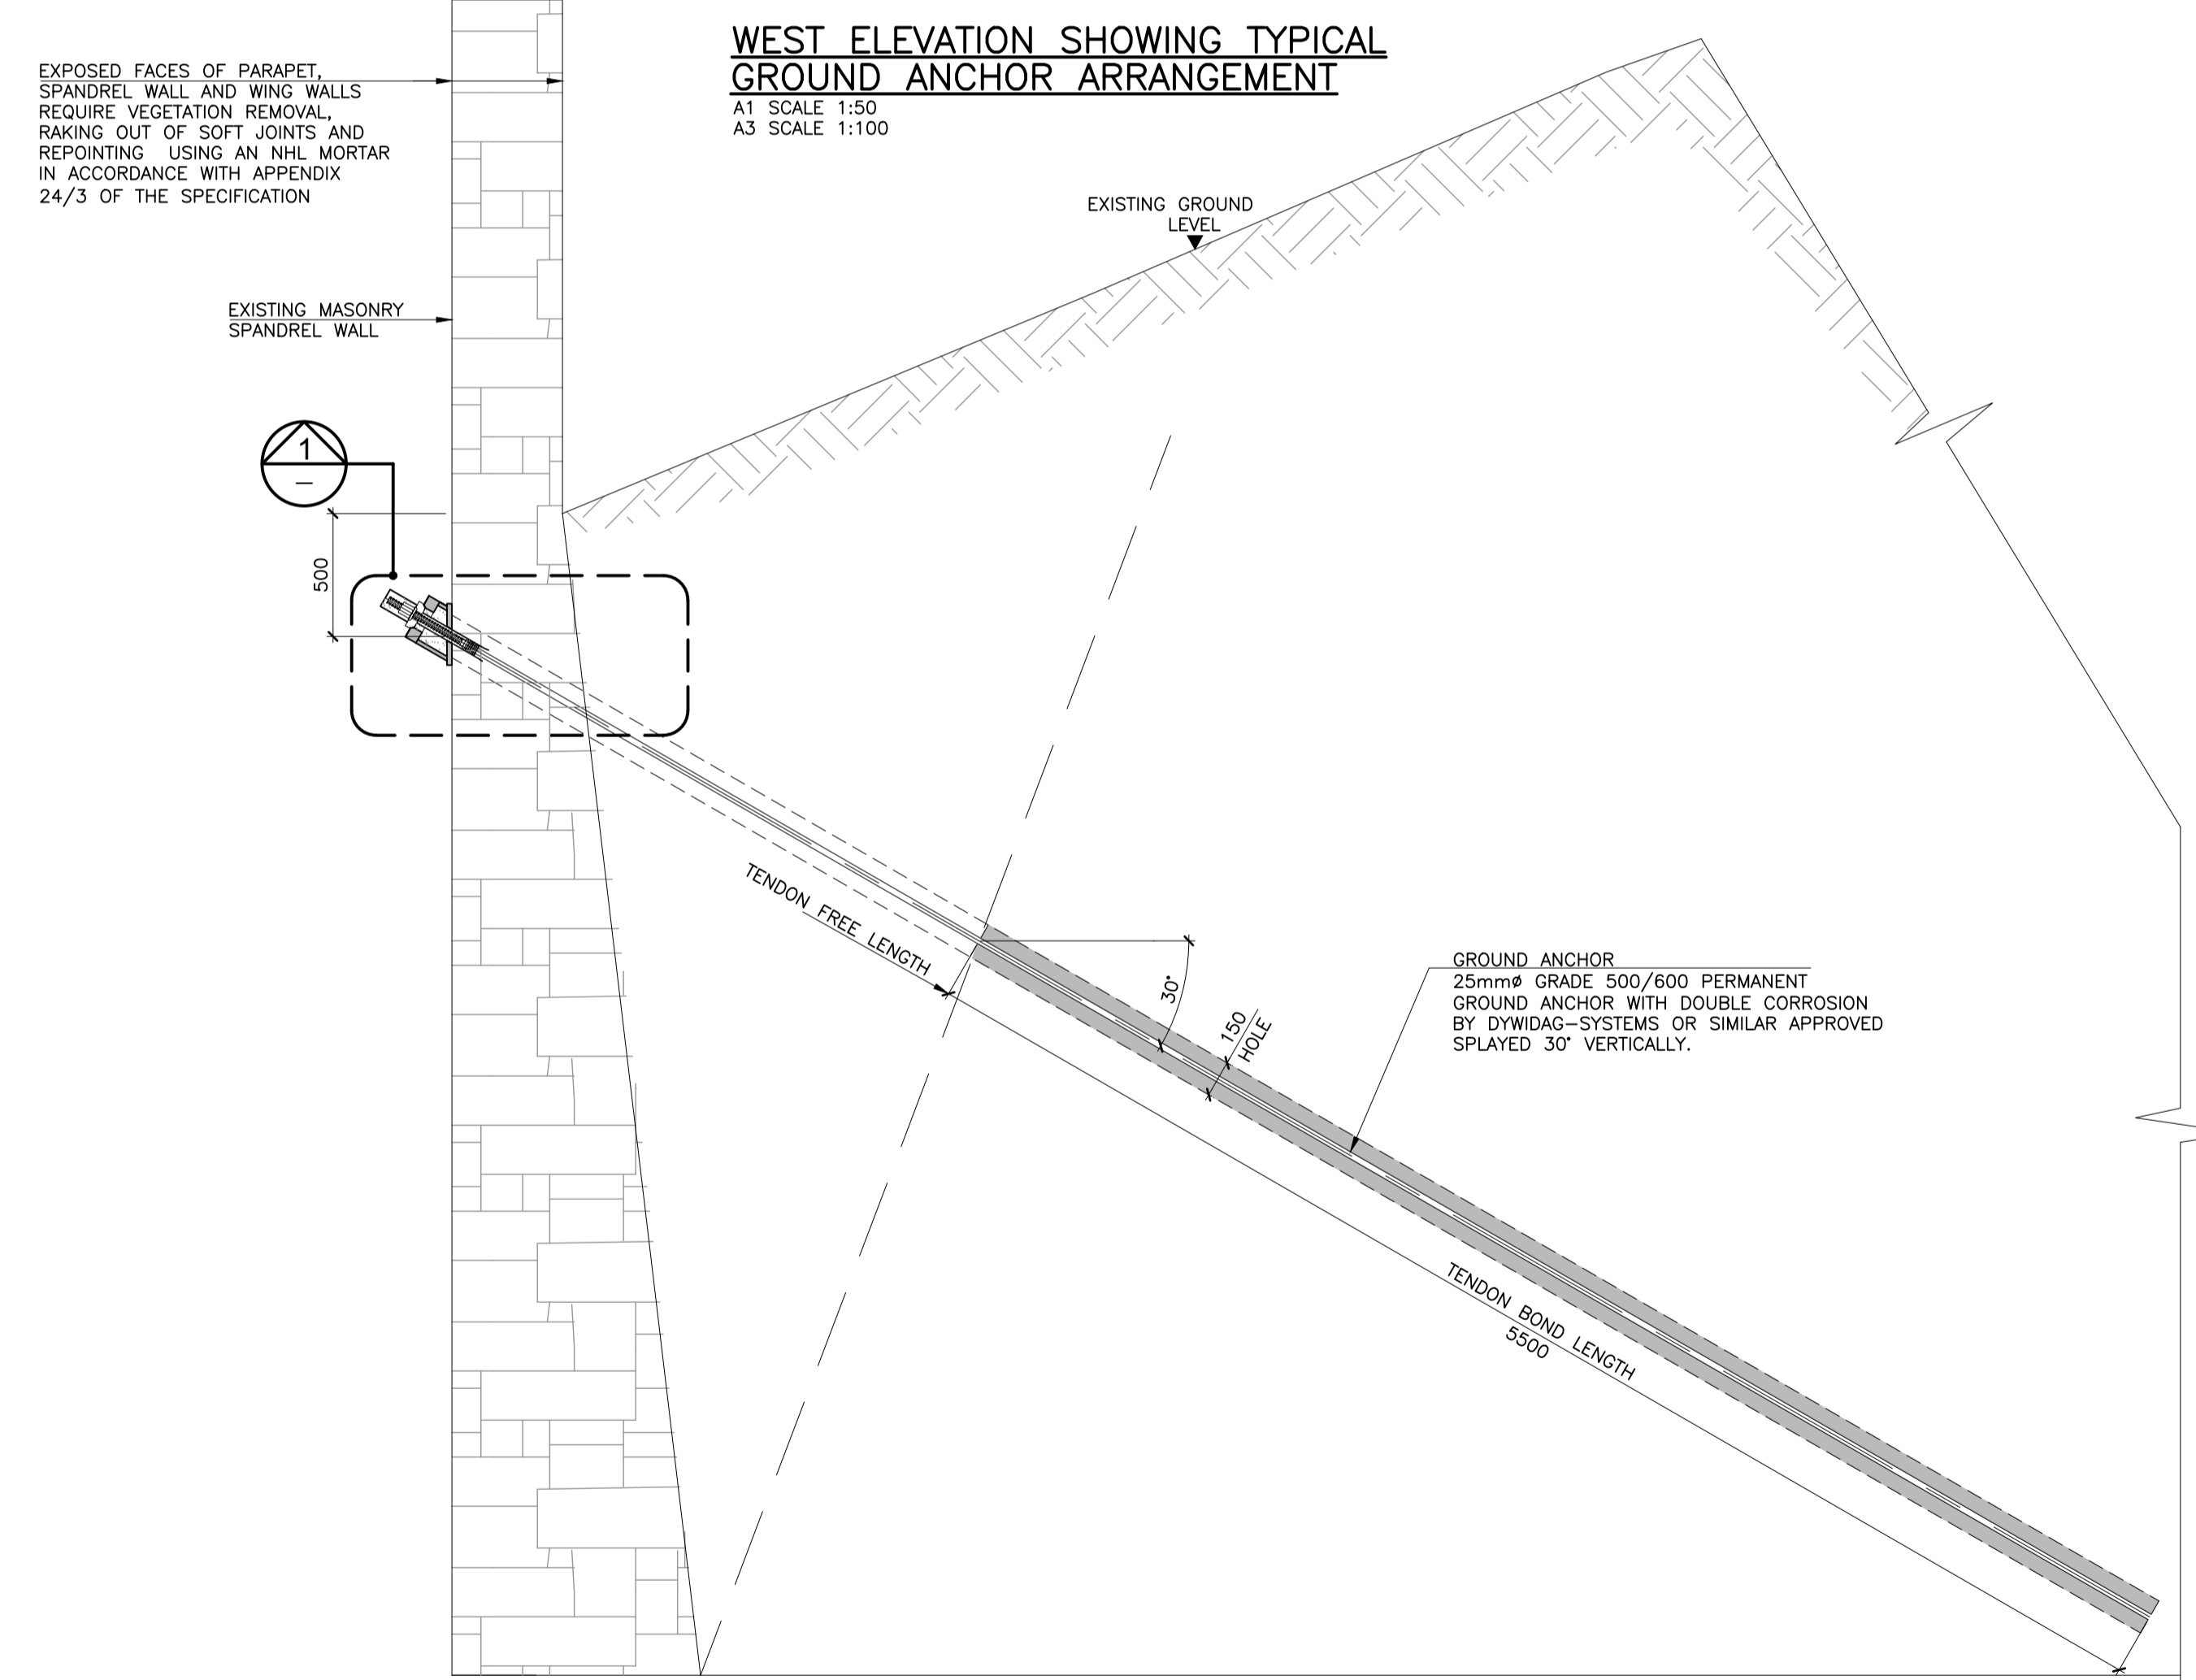 WEST ELEVATION SHOWING TYPICAL
GROUND ANCHOR ARRANGEMENT
A1 SCALE 1:50
A3 SCALE 1:100
EXPOSED FACES OF PARAPET,
SPANDREL WALL AND WING WALLS
REQUIRE VEGETATION REMOVAL,
RAKING OUT OF SOFT JOINTS AND
REPOINTING USING AN NHL MORTAR
IN ACCORDANCE WITH APPENDIX
24/3 OF THE SPECIFICATION
EXISTING GROUND
LEVEL
EXISTING MASONRY
SPANDREL WALL
1
–
500
TENDON FREE LENGTH
30°
150
HOLE
GROUND ANCHOR
25mmø GRADE 500/600 PERMANENT
GROUND ANCHOR WITH DOUBLE CORROSION
BY DYWIDAG-SYSTEMS OR SIMILAR APPROVED
SPLAYED 30° VERTICALLY.
TENDON BOND LENGTH
5500